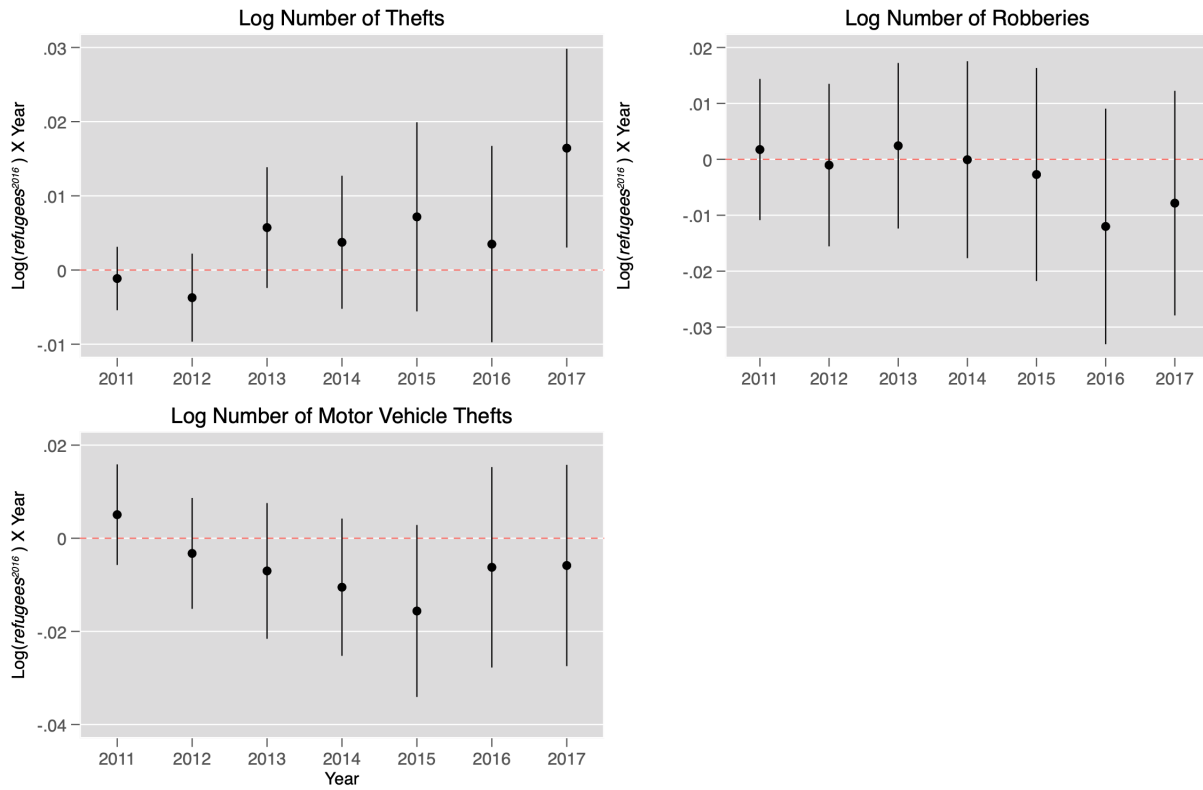 Log Number of Thefts
Log(refugees²⁰¹⁶ ) X Year
.03
.02
.01
0
-.01
2011 2012 2013 2014 2015 2016 2017
Log Number of Robberies
Log(refugees²⁰¹⁶ ) X Year
.02
.01
0
-.01
-.02
-.03
2011 2012 2013 2014 2015 2016 2017
Log Number of Motor Vehicle Thefts
Log(refugees²⁰¹⁶ ) X Year
.02
0
-.02
-.04
2011 2012 2013 2014 2015 2016 2017
Year